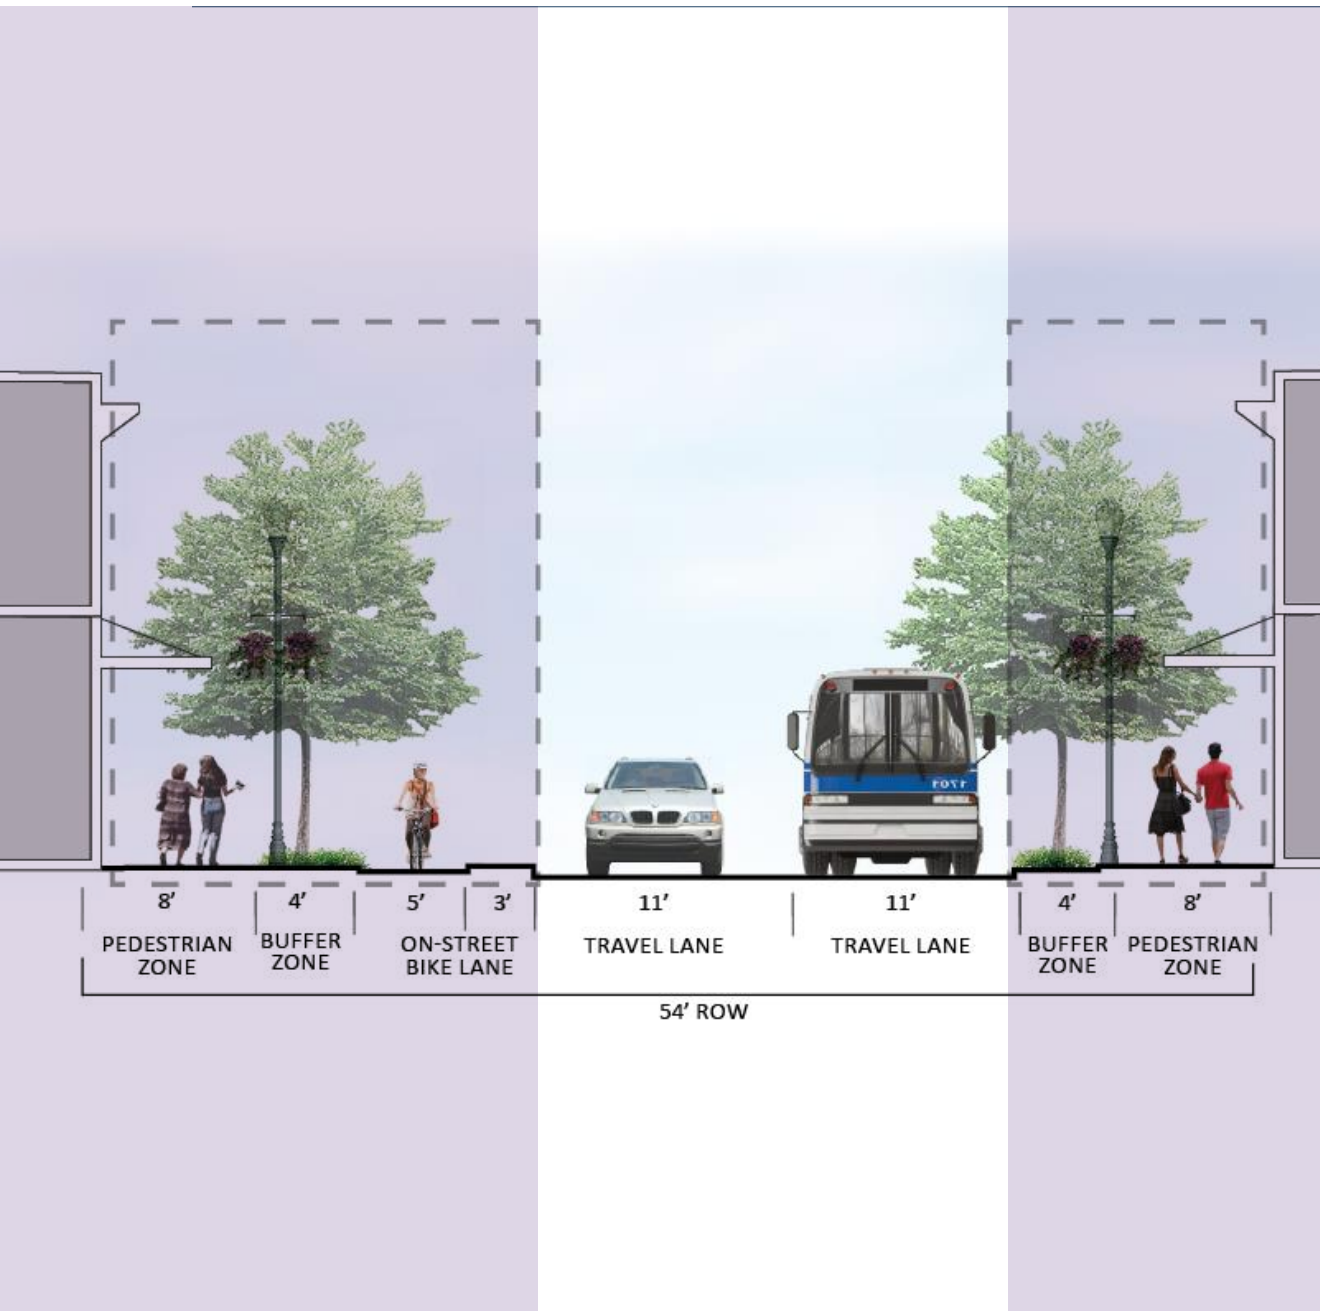 1701
8’
4’
5’
3’
11’
11’
4’
8’
PEDESTRIAN
ZONE
BUFFER
ZONE
ON-STREET
BIKE LANE
TRAVEL LANE
TRAVEL LANE
BUFFER
ZONE
PEDESTRIAN
ZONE
54’ ROW